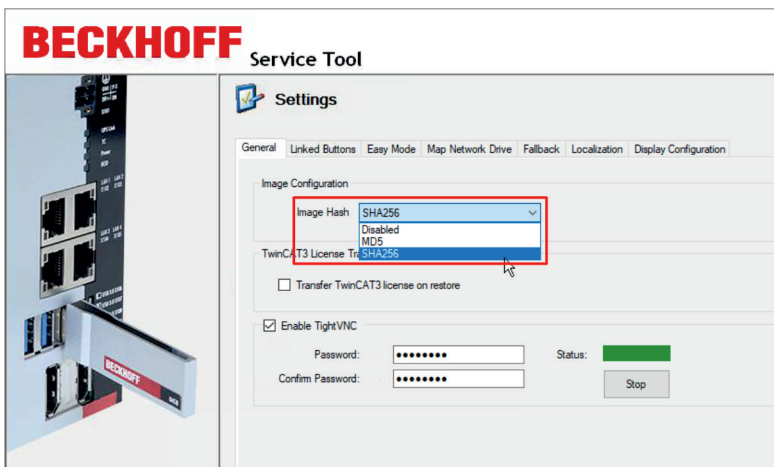 BECKHOFF
Service Tool
Settings
General Linked Buttons Easy Mode Map Network Drive Fallback Localization Display Configuration
Image Configuration
Image Hash SHA256
Disabled
MD5
SHA256
TwinCAT3 License Tr
Transfer TwinCAT3 license on restore
Enable TightVNC
Password: ●●●●●●●● Status:
Confirm Password: ●●●●●●●● Stop
BECKHOFF